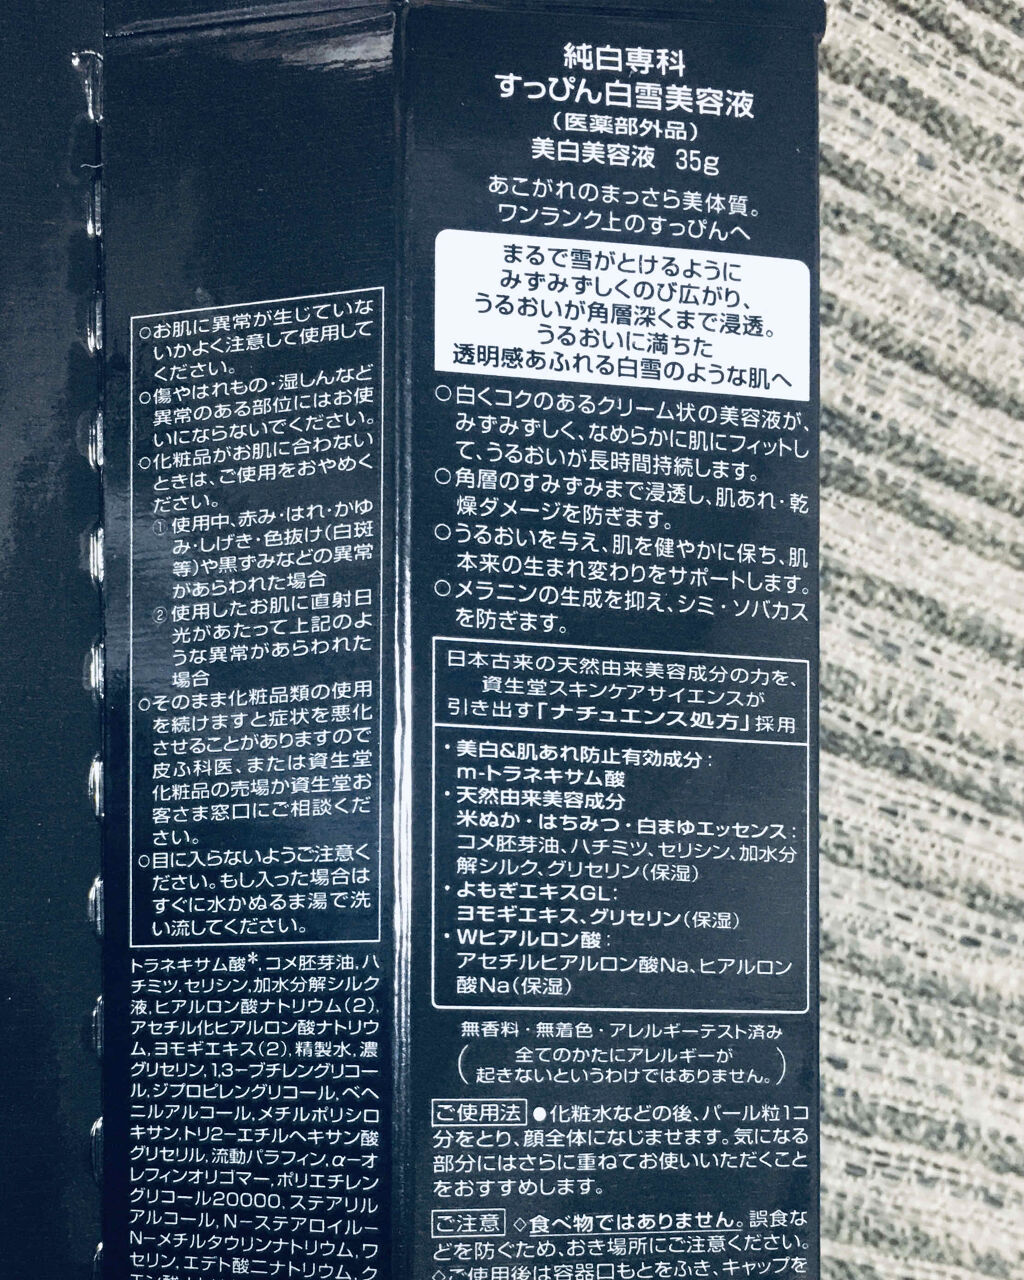 純白専科
すっぴん白雪美容液
(医薬部外品)
美白美容液 35g
あこがれのまっさら美体質。
ワンランク上のすっぴんへ
まるで雪がとけるように
みずみずしくのび広がり、
うるおいが角層深くまで浸透。
うるおいに満ちた
透明感あふれる白雪のような肌へ
○白くコクのあるクリーム状の美容液が、
みずみずしく、なめらかに肌にフィットし
て、うるおいが長時間持続します。
○角層のすみずみまで浸透し、肌あれ・乾
燥ダメージを防ぎます。
○うるおいを与え、肌を健やかに保ち、肌
本来の生まれ変わりをサポートします。
○メラニンの生成を抑え、シミ・ソバカス
を防ぎます。
日本古来の天然由来美容成分の力を、
資生堂スキンケアサイエンスが
引き出す「ナチュエンス処方」採用
・美白&肌あれ防止有効成分:
m-トラネキサム酸
・天然由来美容成分
米ぬか・はちみつ・白まゆエッセンス:
コメ胚芽油、ハチミツ、セリシン、加水分
解シルク、グリセリン(保湿)
・よもぎエキスGL:
ヨモギエキス、グリセリン(保湿)
・Wヒアルロン酸:
アセチルヒアルロン酸Na、ヒアルロン
酸Na(保湿)
無香料・無着色・アレルギーテスト済み
(全てのかたにアレルギーが
起きないというわけではありません。)
ご使用法 ●化粧水などの後、パール粒1コ
分をとり、顔全体になじませます。気になる
部分にはさらに重ねてお使いいただくこと
をおすすめします。
ご注意 ◇食べ物ではありません。誤食な
どを防ぐため、おき場所にご注意ください。
◇ご使用後は容器口もとをふき、キャップを
○お肌に異常が生じていな
いかよく注意して使用して
ください。
○傷やはれもの・湿しんなど
異常のある部位にはお使
いにならないでください。
○化粧品がお肌に合わない
ときは、ご使用をおやめく
ださい。
①使用中、赤み・はれ・かゆ
み・しげき・色抜け(白斑
等)や黒ずみなどの異常
があらわれた場合
②使用したお肌に直射日
光があたって上記のよ
うな異常があらわれた
場合
○そのまま化粧品類の使用
を続けますと症状を悪化
させることがありますので
皮ふ科医、または資生堂
化粧品の売場か資生堂お
客さま窓口にご相談くだ
さい。
○目に入らないようご注意く
ださい。もし入った場合は
すぐに水かぬるま湯で洗
い流してください。
トラネキサム酸*,コメ胚芽油,ハ
チミツ,セリシン,加水分解シルク
液,ヒアルロン酸ナトリウム(2),
アセチル化ヒアルロン酸ナトリウ
ム,ヨモギエキス(2),精製水,濃
グリセリン,1,3−ブチレングリコー
ル,ジプロピレングリコール,ベヘ
ニルアルコール,メチルポリシロ
キサン,トリ2−エチルヘキサン酸
グリセリル,流動パラフィン,α−オ
レフィンオリゴマー,ポリエチレン
グリコール20000,ステアリル
アルコール,N−ステアロイル−
N−メチルタウリンナトリウム,ワ
セリン,エデト酸二ナトリウム,ク